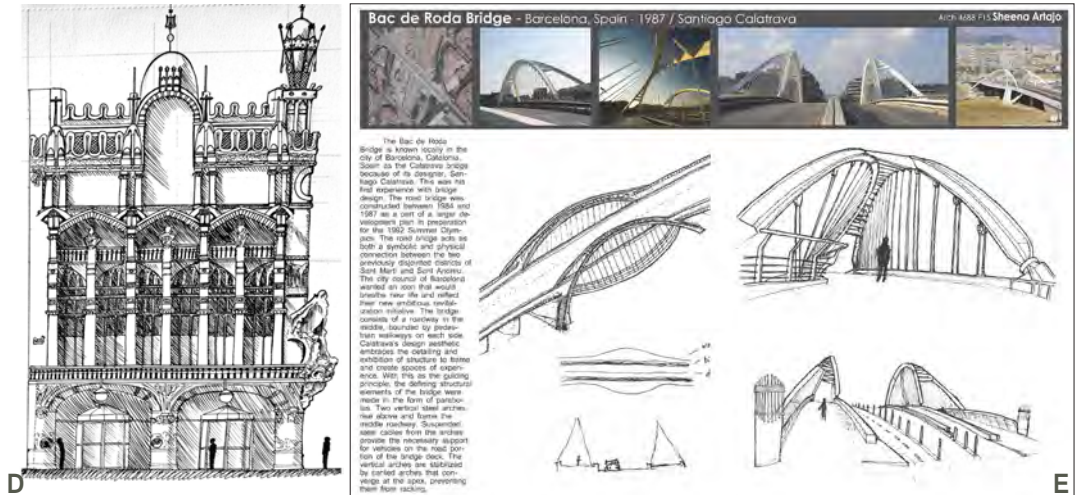 Bac de Roda Bridge - Barcelona, Spain - 1987 / Santiago Calatrava
Arch 4688 F15 Sheena Arlajo
The Bac de Roda
Bridge is known locally in the
city of Barcelona, Catalonia,
Spain as the Calatrava bridge
because of its designer, San-
tiago Calatrava. This was his
first experience with bridge
design. The road bridge was
constructed between 1984 and
1987 as a part of a larger de-
velopment plan in preparation
for the 1992 Summer Olym-
pics. The road bridge acts as
both a symbolic and physical
connection between the two
previously disjointed districts of
Sant Marti and Sant Andreu.
The city council of Barcelona
wanted an icon that would
breathe new life and reflect
their new ambitious revital-
ization initiative. The bridge
consists of a roadway in the
middle, bounded by pedes-
trian walkways on each side.
Calatrava's design aesthetic
embraces the detailing and
exhibition of structure to frame
and create spaces of experi-
ence. With this as the guiding
principle, the defining structural
elements of the bridge were
made in the form of parabo-
las. Two vertical steel arches
rise above and frame the
middle roadway. Suspended
steel cables from the arches
provide the necessary support
for vehicles on the road por-
tion of the bridge deck. The
vertical arches are stabilized
by canted arches that con-
verge at the apex, preventing
them from racking.
D
E